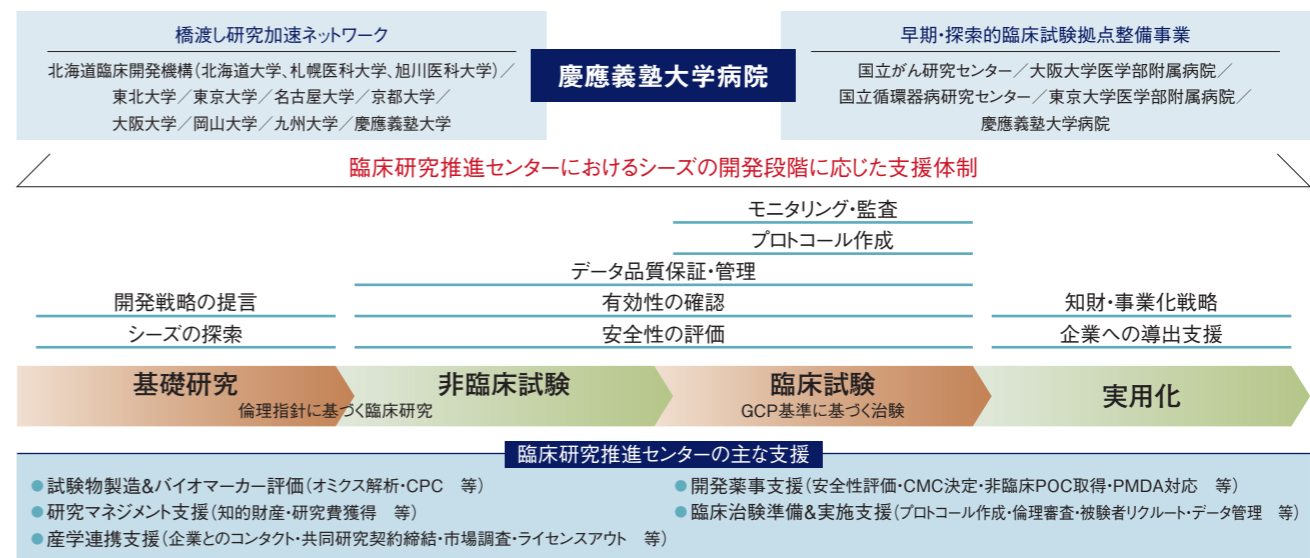 橋渡し研究加速ネットワーク
北海道臨床開発機構(北海道大学、札幌医科大学、旭川医科大学)／
東北大学／東京大学／名古屋大学／京都大学／
大阪大学／岡山大学／九州大学／慶應義塾大学
慶應義塾大学病院
早期・探索的臨床試験拠点整備事業
国立がん研究センター／大阪大学医学部附属病院／
国立循環器病研究センター／東京大学医学部附属病院／
慶應義塾大学病院
臨床研究推進センターにおけるシーズの開発段階に応じた支援体制
モニタリング・監査
プロトコール作成
データ品質保証・管理
開発戦略の提言
有効性の確認
知財・事業化戦略
シーズの探索
安全性の評価
企業への導出支援
基礎研究
非臨床試験
臨床試験
実用化
倫理指針に基づく臨床研究
GCP基準に基づく治験
臨床研究推進センターの主な支援
●試験物製造&バイオマーカー評価(オミクス解析・CPC　等)
●研究マネジメント支援(知的財産・研究費獲得　等)
●産学連携支援(企業とのコンタクト・共同研究契約締結・市場調査・ライセンスアウト　等)
●開発薬事支援(安全性評価・CMC決定・非臨床POC取得・PMDA対応　等)
●臨床治験準備&実施支援(プロトコール作成・倫理審査・被験者リクルート・データ管理　等)